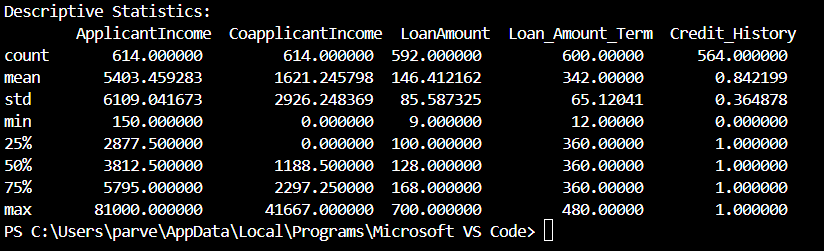 Descriptive Statistics:
       ApplicantIncome  CoapplicantIncome  LoanAmount  Loan_Amount_Term  Credit_History
count       614.000000         614.000000  592.000000         600.00000      564.000000
mean       5403.459283        1621.245798  146.412162         342.00000        0.842199
std        6109.041673        2926.248369   85.587325          65.12041        0.364878
min         150.000000           0.000000    9.000000          12.00000        0.000000
25%        2877.500000           0.000000  100.000000         360.00000        1.000000
50%        3812.500000        1188.500000  128.000000         360.00000        1.000000
75%        5795.000000        2297.250000  168.000000         360.00000        1.000000
max       81000.000000       41667.000000  700.000000         480.00000        1.000000
PS C:\Users\parve\AppData\Local\Programs\Microsoft VS Code>